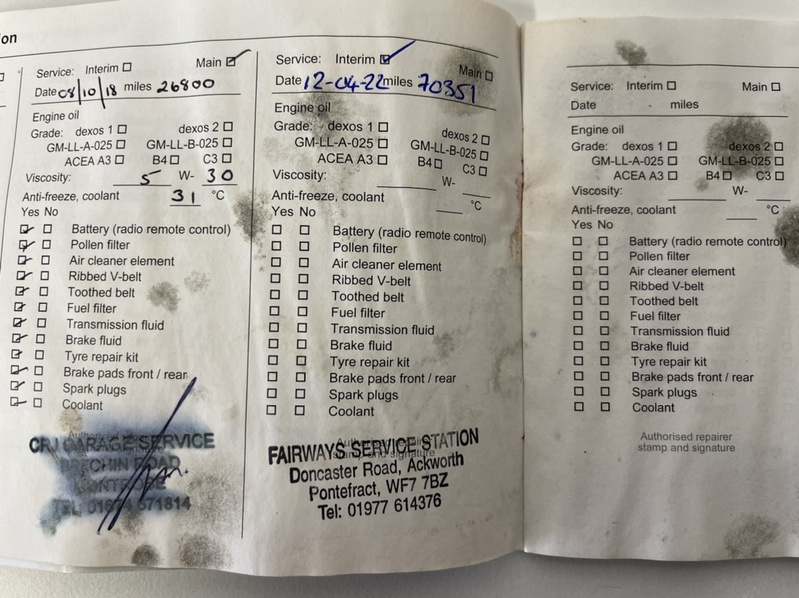 on
Service: Interim ☐ Main ☑
Date 08/10/18 miles 26800
Engine oil
Grade: dexos 1 ☐ dexos 2 ☐
GM-LL-A-025 ☐ GM-LL-B-025 ☐
ACEA A3 ☐ B4 ☐ C3 ☐
Viscosity: 5 W- 30
Anti-freeze, coolant 31 °C
Yes No
☑ ☐ Battery (radio remote control)
☑ ☐ Pollen filter
☑ ☐ Air cleaner element
☑ ☐ Ribbed V-belt
☑ ☐ Toothed belt
☑ ☐ Fuel filter
☑ ☐ Transmission fluid
☑ ☐ Brake fluid
☑ ☐ Tyre repair kit
☑ ☐ Brake pads front / rear
☑ ☐ Spark plugs
☑ ☐ Coolant
CRJ GARAGE SERVICE
BRECHIN ROAD
MONTROSE
TEL: 01674 671814
Service: Interim ☑ Main ☐
Date 12-04-22 miles 70351
Engine oil
Grade: dexos 1 ☐ dexos 2 ☐
GM-LL-A-025 ☐ GM-LL-B-025 ☐
ACEA A3 ☐ B4 ☐ C3 ☐
Viscosity: W-
Anti-freeze, coolant °C
Yes No
☐ ☐ Battery (radio remote control)
☐ ☐ Pollen filter
☐ ☐ Air cleaner element
☐ ☐ Ribbed V-belt
☐ ☐ Toothed belt
☐ ☐ Fuel filter
☐ ☐ Transmission fluid
☐ ☐ Brake fluid
☐ ☐ Tyre repair kit
☐ ☐ Brake pads front / rear
☐ ☐ Spark plugs
☐ ☐ Coolant
FAIRWAYS SERVICE STATION
Doncaster Road, Ackworth
Pontefract, WF7 7BZ
Tel: 01977 614376
Service: Interim ☐ Main ☐
Date miles
Engine oil
Grade: dexos 1 ☐ dexos 2 ☐
GM-LL-A-025 ☐ GM-LL-B-025 ☐
ACEA A3 ☐ B4 ☐ C3 ☐
Viscosity: W-
Anti-freeze, coolant °C
Yes No
☐ ☐ Battery (radio remote control)
☐ ☐ Pollen filter
☐ ☐ Air cleaner element
☐ ☐ Ribbed V-belt
☐ ☐ Toothed belt
☐ ☐ Fuel filter
☐ ☐ Transmission fluid
☐ ☐ Brake fluid
☐ ☐ Tyre repair kit
☐ ☐ Brake pads front / rear
☐ ☐ Spark plugs
☐ ☐ Coolant
Authorised repairer
stamp and signature